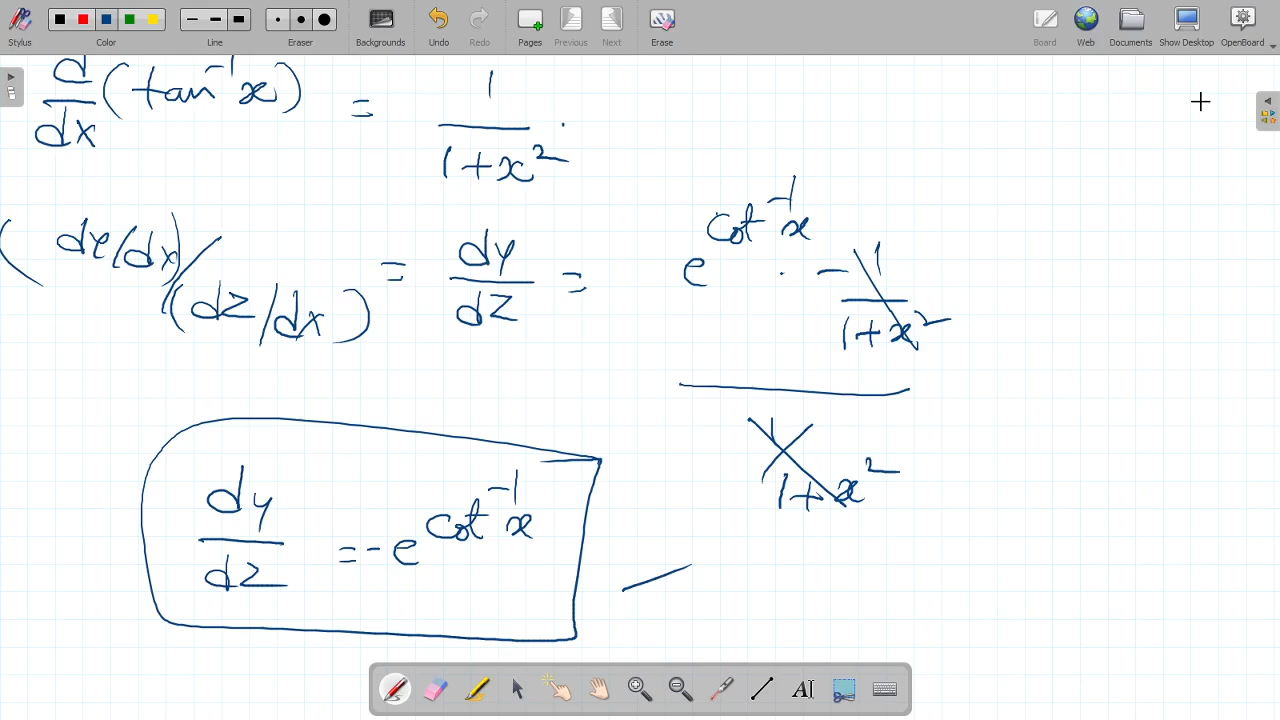 Stylus Color Line Eraser Backgrounds Undo Redo Pages Previous Next Erase Board Web Documents Show Desktop OpenBoard
d/dx (tan⁻¹x) = 1/(1+x²) .
(dy/dx)/(dz/dx) = dy/dz = e^(cot⁻¹x) . -1/(1+x²)
1/(1+x²)
dy/dz = -e^(cot⁻¹x)
AI